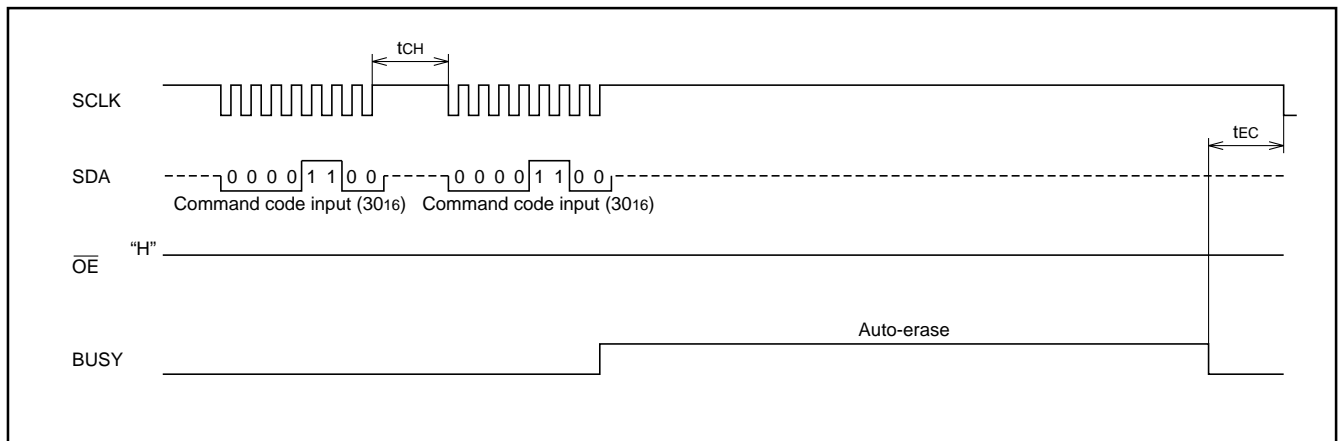 tCH
SCLK
tEC
SDA
0 0 0 0 1 1 0 0
0 0 0 0 1 1 0 0
Command code input (3016)
Command code input (3016)
“H”
OE
Auto-erase
BUSY